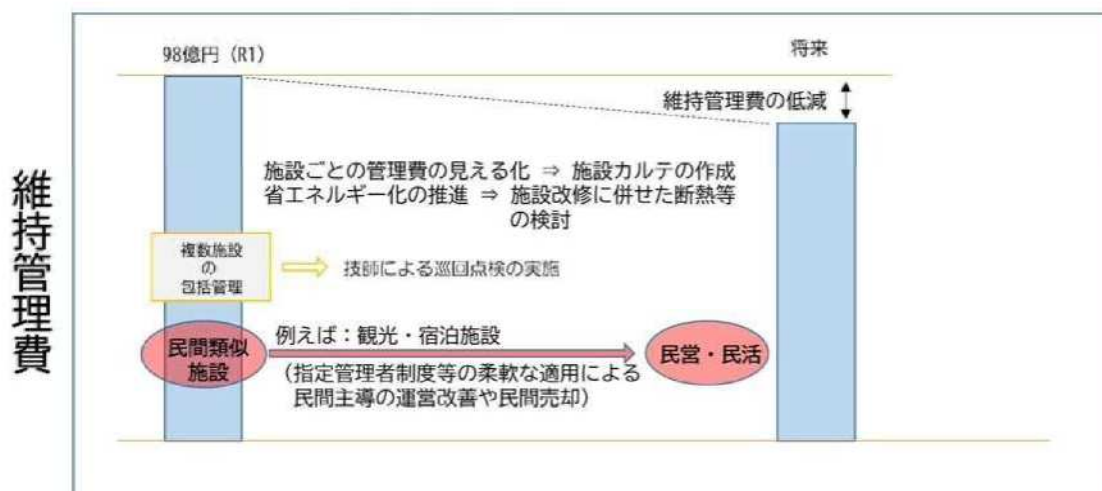 維持管理費
98億円（R1）
将来
維持管理費の低減
施設ごとの管理費の見える化 ⇒ 施設カルテの作成
省エネルギー化の推進 ⇒ 施設改修に併せた断熱等
の検討
複数施設
の
包括管理
技師による巡回点検の実施
民間類似
施設
例えば：観光・宿泊施設
（指定管理者制度等の柔軟な適用による
民間主導の運営改善や民間売却）
民営・民活